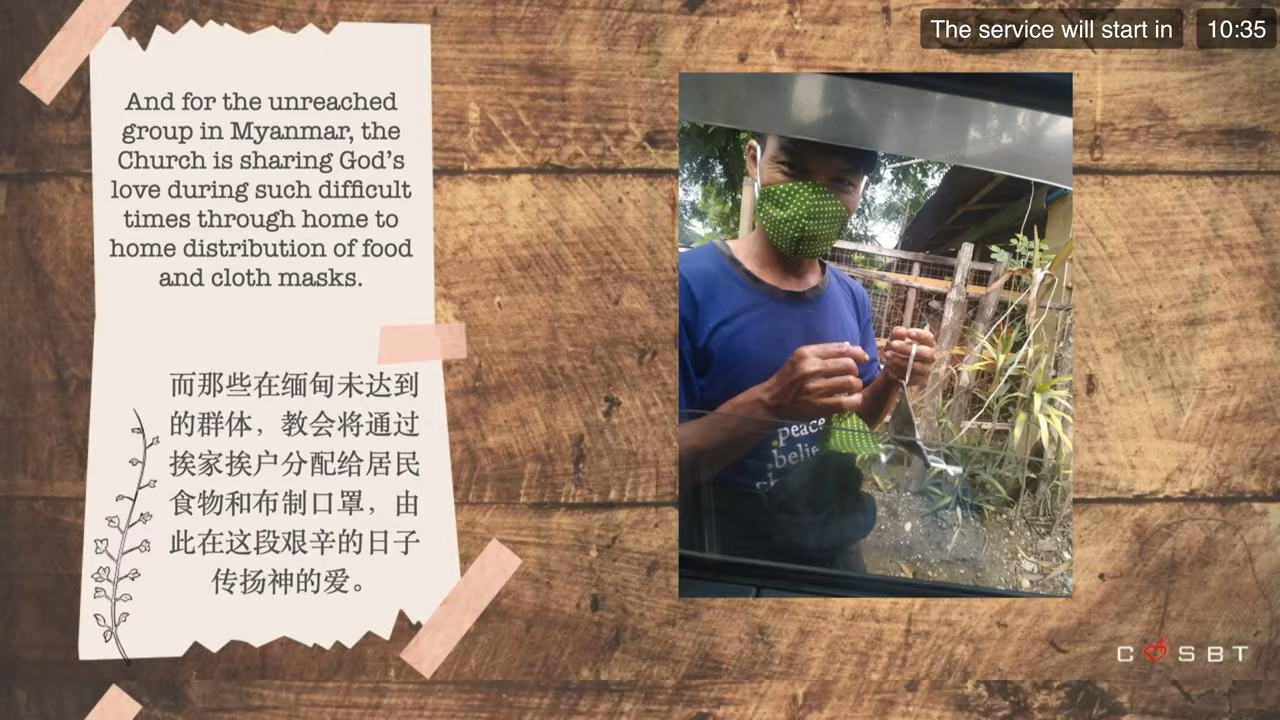 The service will start in 10:35
And for the unreached
group in Myanmar, the
Church is sharing God's
love during such difficult
times through home to
home distribution of food
and cloth masks.
而那些在缅甸未达到
的群体，教会将通过
挨家挨户分配给居民
食物和布制口罩，由
此在这段艰辛的日子
传扬神的爱。
peace
belie
C SBT